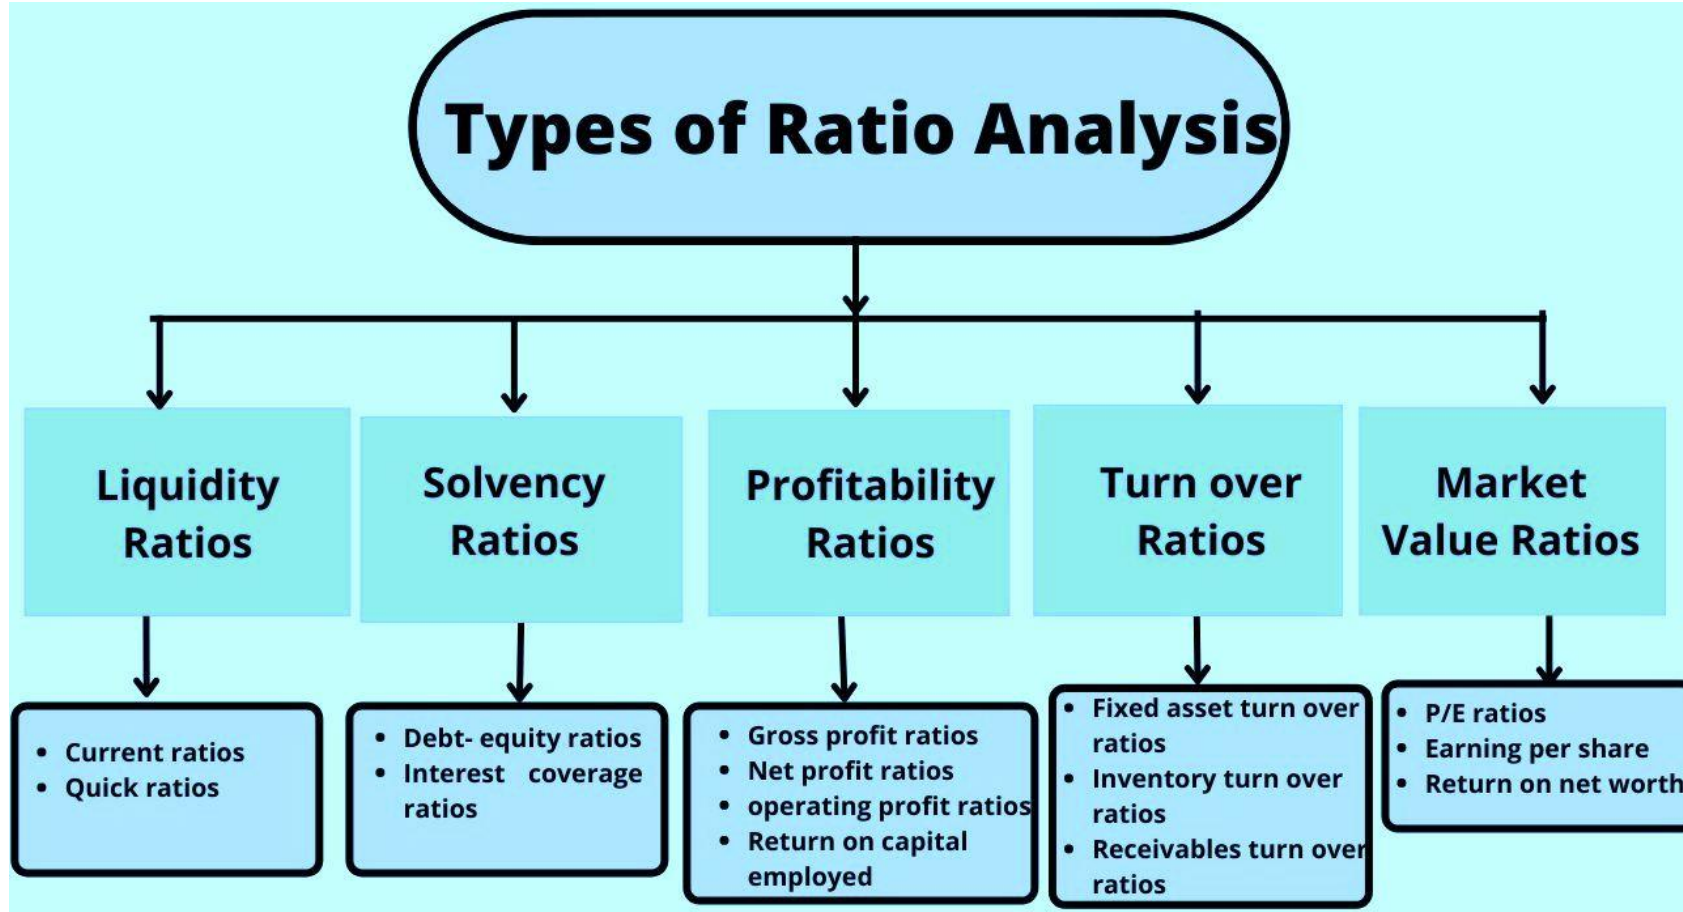 Types of Ratio Analysis
Liquidity
Ratios
Solvency
Ratios
Profitability
Ratios
Turn over
Ratios
Market
Value Ratios
• Current ratios
• Quick ratios
• Debt- equity ratios
• Interest coverage
ratios
• Gross profit ratios
• Net profit ratios
• operating profit ratios
• Return on capital
employed
• Fixed asset turn over
ratios
• Inventory turn over
ratios
• Receivables turn over
ratios
• P/E ratios
• Earning per share
• Return on net worth